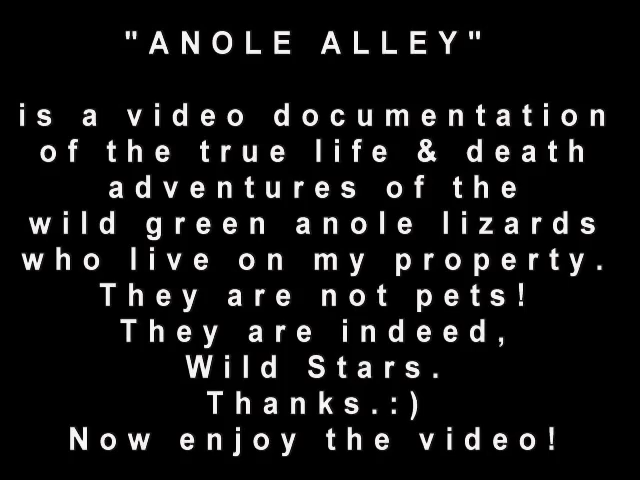 "ANOLE ALLEY"
is a video documentation
of the true life & death
adventures of the
wild green anole lizards
who live on my property.
They are not pets!
They are indeed,
Wild Stars.
Thanks.:)
Now enjoy the video!